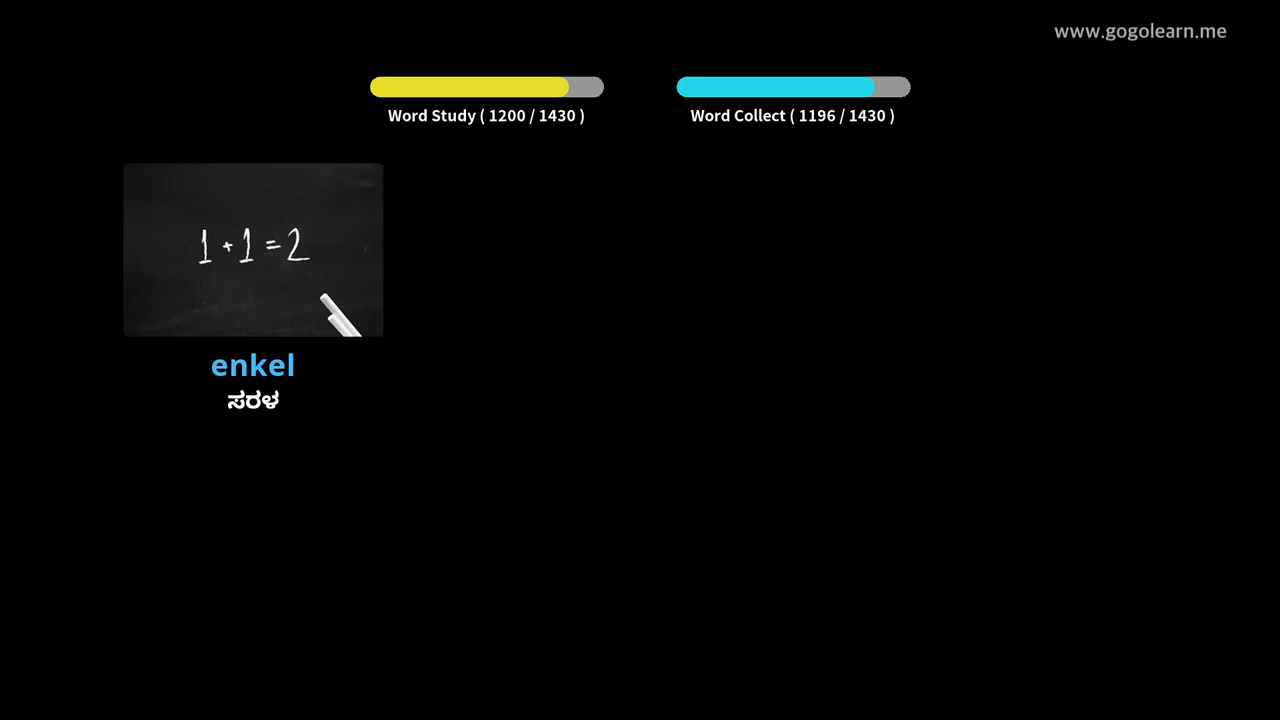 www.gogolearn.me
Word Study ( 1200 / 1430 )
Word Collect ( 1196 / 1430 )
1 + 1 = 2
enkel
ಸರಳ